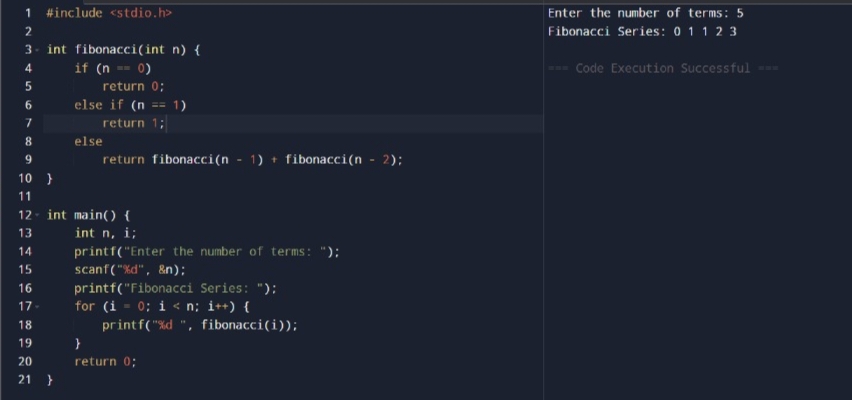 1 #include <stdio.h>
2
3 int fibonacci(int n) {
4     if (n == 0)
5         return 0;
6     else if (n == 1)
7         return 1;
8     else
9         return fibonacci(n - 1) + fibonacci(n - 2);
10 }
11
12 int main() {
13     int n, i;
14     printf("Enter the number of terms: ");
15     scanf("%d", &n);
16     printf("Fibonacci Series: ");
17     for (i = 0; i < n; i++) {
18         printf("%d ", fibonacci(i));
19     }
20     return 0;
21 }
Enter the number of terms: 5
Fibonacci Series: 0 1 1 2 3
=== Code Execution Successful ===